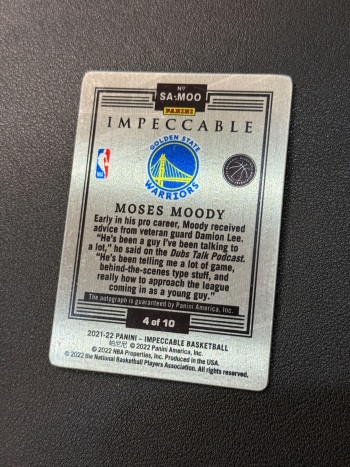 Nº
SA-MOO
PANINI
IMPECCABLE
GOLDEN STATE
WARRIORS
MOSES MOODY
Early in his pro career, Moody received
advice from veteran guard Damion Lee.
"He's been a guy I've been talking to
a lot," he said on the Dubs Talk Podcast.
"He's been telling me a lot of game,
behind-the-scenes type stuff, and
really how to approach the league
coming in as a young guy."
The autograph is guaranteed by Panini America, Inc.
4 of 10
2021-22 PANINI – IMPECCABLE BASKETBALL
帕尼尼 © 2022 Panini America, Inc.
© 2022 NBA Properties, Inc. Produced in the USA.
© 2022 the National Basketball Players Association. All rights reserved.